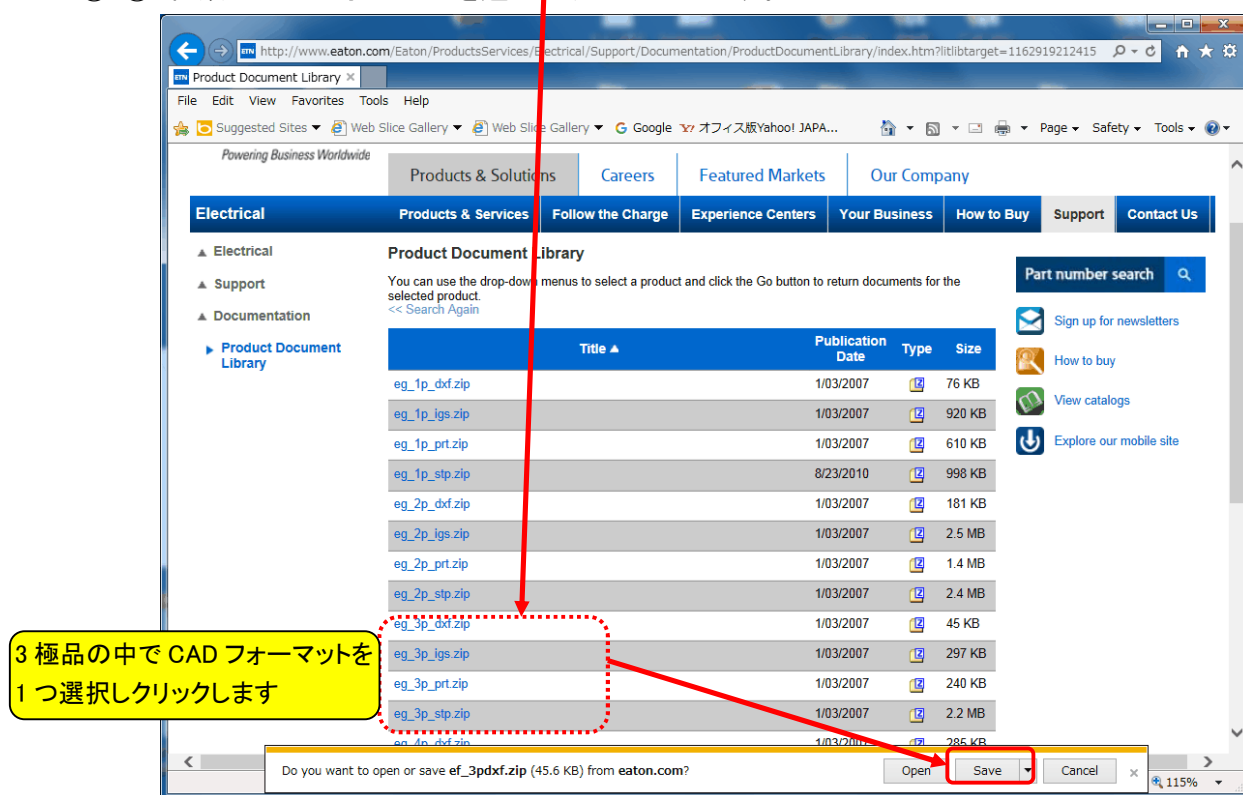 http://www.eaton.com/Eaton/ProductsServices/Electrical/Support/Documentation/ProductDocumentLibrary/index.htm?litlibtarget=1162919212415
ETN Product Document Library ×
File Edit View Favorites Tools Help
Suggested Sites ▼ Web Slice Gallery ▼ Web Slice Gallery ▼ G Google Y! オフィス版Yahoo! JAPA... Page ▼ Safety ▼ Tools ▼
Powering Business Worldwide
Products & Solutions Careers Featured Markets Our Company
Electrical Products & Services Follow the Charge Experience Centers Your Business How to Buy Support Contact Us
▲ Electrical
▲ Support
▲ Documentation
▶ Product Document
Library
Product Document Library
You can use the drop-down menus to select a product and click the Go button to return documents for the
selected product.
<< Search Again
Part number search
Sign up for newsletters
How to buy
View catalogs
Explore our mobile site
Title ▲ Publication Date Type Size
eg_1p_dxf.zip 1/03/2007 76 KB
eg_1p_igs.zip 1/03/2007 920 KB
eg_1p_prt.zip 1/03/2007 610 KB
eg_1p_stp.zip 8/23/2010 998 KB
eg_2p_dxf.zip 1/03/2007 181 KB
eg_2p_igs.zip 1/03/2007 2.5 MB
eg_2p_prt.zip 1/03/2007 1.4 MB
eg_2p_stp.zip 1/03/2007 2.4 MB
eg_3p_dxf.zip 1/03/2007 45 KB
eg_3p_igs.zip 1/03/2007 297 KB
eg_3p_prt.zip 1/03/2007 240 KB
eg_3p_stp.zip 1/03/2007 2.2 MB
eg_4p_dxf.zip 1/03/2007 285 KB
3 極品の中で CAD フォーマットを
1 つ選択しクリックします
Do you want to open or save ef_3pdxf.zip (45.6 KB) from eaton.com? Open Save ▼ Cancel ×
115% ▼